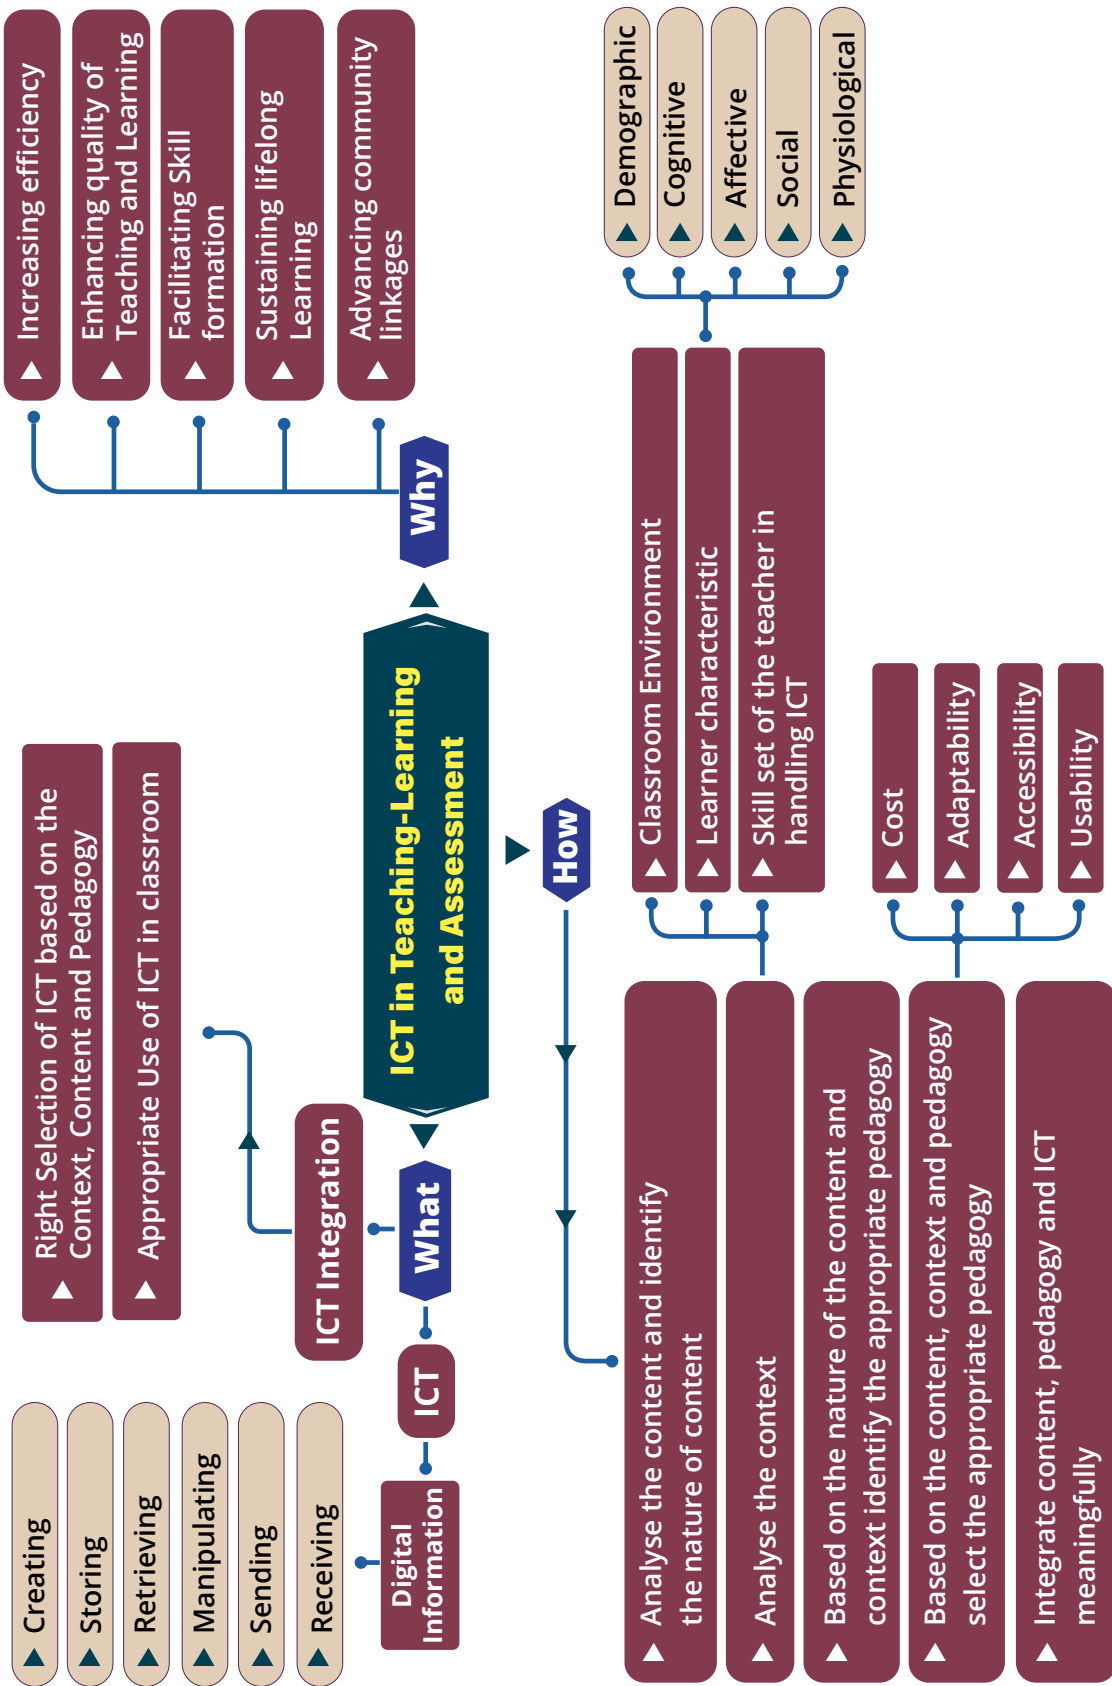 ICT in Teaching-Learning
and Assessment
What
ICT
Digital
Information
Creating
Storing
Retrieving
Manipulating
Sending
Receiving
ICT Integration
Right Selection of ICT based on the
Context, Content and Pedagogy
Appropriate Use of ICT in classroom
Why
Increasing efficiency
Enhancing quality of
Teaching and Learning
Facilitating Skill
formation
Sustaining lifelong
Learning
Advancing community
linkages
How
Analyse the content and identify
the nature of content
Analyse the context
Classroom Environment
Learner characteristic
Demographic
Cognitive
Affective
Social
Physiological
Skill set of the teacher in
handling ICT
Based on the nature of the content and
context identify the appropriate pedagogy
Based on the content, context and pedagogy
select the appropriate pedagogy
Cost
Adaptability
Accessibility
Usability
Integrate content, pedagogy and ICT
meaningfully